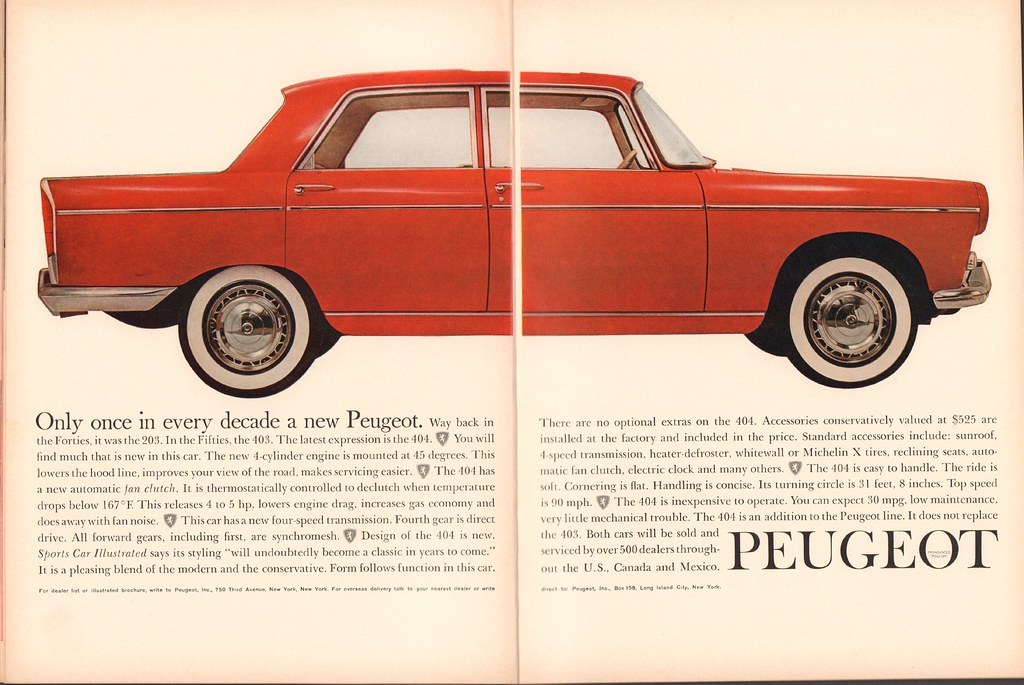 Only once in every decade a new Peugeot. Way back in
the Forties, it was the 203. In the Fifties, the 403. The latest expression is the 404. You will
find much that is new in this car. The new 4-cylinder engine is mounted at 45 degrees. This
lowers the hood line, improves your view of the road, makes servicing easier. The 404 has
a new automatic fan clutch. It is thermostatically controlled to declutch when temperature
drops below 167°F. This releases 4 to 5 hp, lowers engine drag, increases gas economy and
does away with fan noise. This car has a new four-speed transmission. Fourth gear is direct
drive. All forward gears, including first, are synchromesh. Design of the 404 is new.
Sports Car Illustrated says its styling "will undoubtedly become a classic in years to come."
It is a pleasing blend of the modern and the conservative. Form follows function in this car.
For dealer list or illustrated brochure, write to Peugeot, Inc., 750 Third Avenue, New York, New York. For overseas delivery talk to your nearest dealer or write
There are no optional extras on the 404. Accessories conservatively valued at $525 are
installed at the factory and included in the price. Standard accessories include: sunroof,
4-speed transmission, heater-defroster, whitewall or Michelin X tires, reclining seats, auto-
matic fan clutch, electric clock and many others. The 404 is easy to handle. The ride is
soft. Cornering is flat. Handling is concise. Its turning circle is 31 feet, 8 inches. Top speed
is 90 mph. The 404 is inexpensive to operate. You can expect 30 mpg, low maintenance,
very little mechanical trouble. The 404 is an addition to the Peugeot line. It does not replace
the 403. Both cars will be sold and
serviced by over 500 dealers through-
out the U.S., Canada and Mexico.
PEUGEOT
direct to: Peugeot, Inc., Box 158, Long Island City, New York.